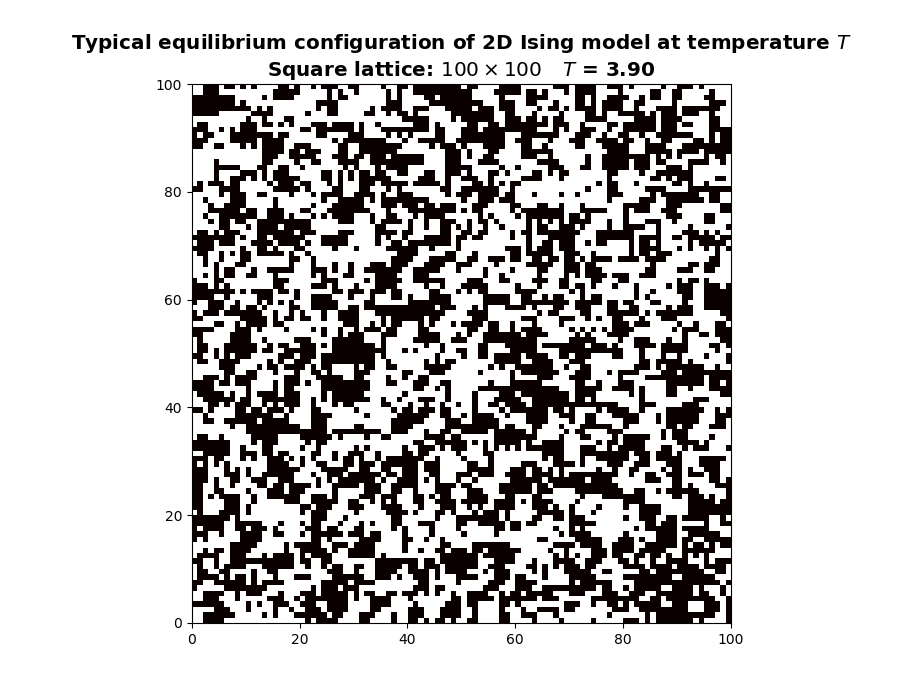 Typical equilibrium configuration of 2D Ising model at temperature T
Square lattice: 100 × 100 T = 3.90
100
80
60
40
20
0
0 20 40 60 80 100